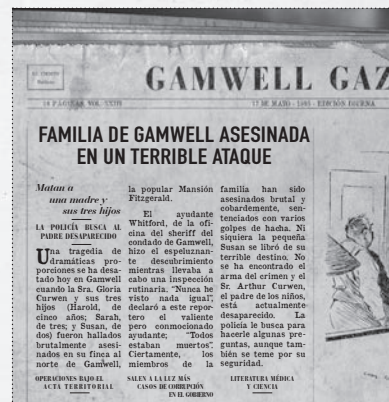 GAMWELL GAZ
16 PÁGINAS, VOL. XXIII
17 DE MAYO - 1895 - EDICIÓN DECENA
FAMILIA DE GAMWELL ASESINADA
EN UN TERRIBLE ATAQUE
Matan a
una madre y
sus tres hijos
LA POLICÍA BUSCA AL
PADRE DESAPARECIDO
Una tragedia de
dramáticas pro-
porciones se ha desa-
tado hoy en Gamwell
cuando la Sra. Gloria
Curwen y sus tres
hijos (Harold, de
cinco años; Sarah,
de tres; y Susan, de
dos) fueron hallados
brutalmente asesi-
nados en su finca al
norte de Gamwell,
OPERACIONES BAJO EL
ACTA TERRITORIAL
la popular Mansión
Fitzgerald.
El ayudante
Whitford, de la ofi-
cina del sheriff del
condado de Gamwell,
hizo el espeluznan-
te descubrimiento
mientras llevaba a
cabo una inspección
rutinaria. “Nunca he
visto nada igual”,
declaró a este repor-
tero el valiente
pero conmocionado
ayudante; “Todos
estaban muertos”.
Ciertamente, los
miembros de la
SALEN A LA LUZ MÁS
CASOS DE CORRUPCIÓN
EN EL GOBIERNO
familia han sido
asesinados brutal y
cobardemente, sen-
tenciados con varios
golpes de hacha. Ni
siquiera la pequeña
Susan se libró de su
terrible destino. No
se ha encontrado el
arma del crimen y el
Sr. Arthur Curwen,
el padre de los niños,
está actualmente
desaparecido. La
policía le busca para
hacerle algunas pre-
guntas, aunque tam-
bién se teme por su
seguridad.
LITERATURA MÉDICA
Y CIENCIA